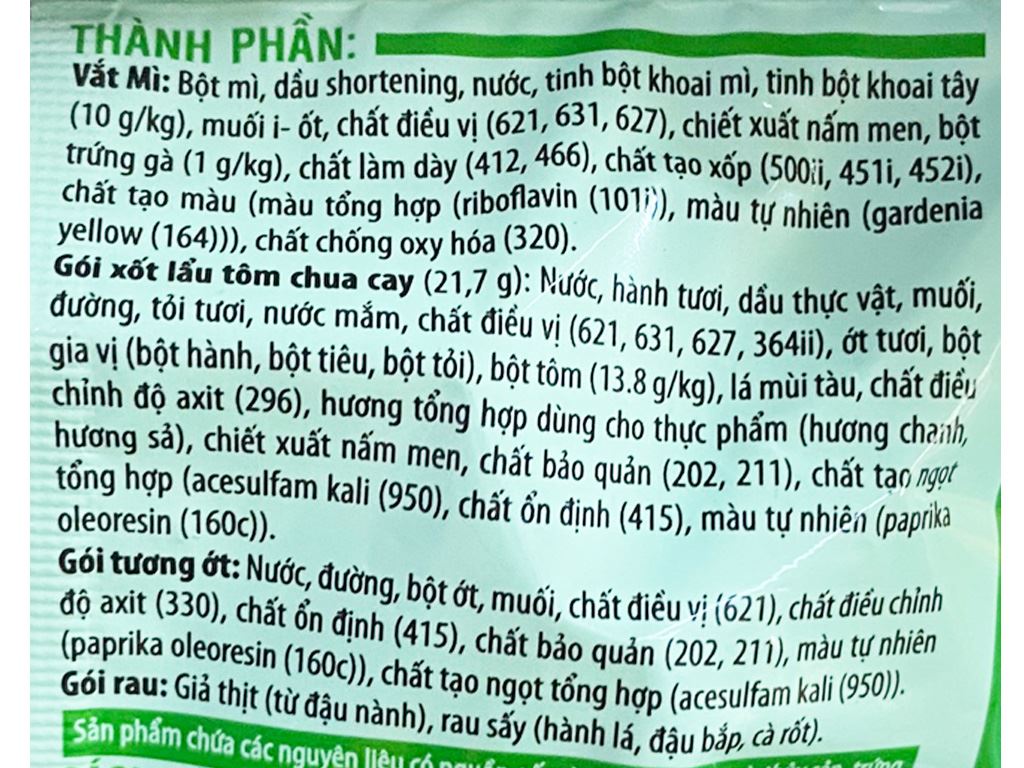 THÀNH PHẦN:
Vắt Mì: Bột mì, dầu shortening, nước, tinh bột khoai mì, tinh bột khoai tây
(10 g/kg), muối i- ốt, chất điều vị (621, 631, 627), chiết xuất nấm men, bột
trứng gà (1 g/kg), chất làm dày (412, 466), chất tạo xốp (500ii, 451i, 452i),
chất tạo màu (màu tổng hợp (riboflavin (101i)), màu tự nhiên (gardenia
yellow (164))), chất chống oxy hóa (320).
Gói xốt lẩu tôm chua cay (21,7 g): Nước, hành tươi, dầu thực vật, muối,
đường, tỏi tươi, nước mắm, chất điều vị (621, 631, 627, 364ii), ớt tươi, bột
gia vị (bột hành, bột tiêu, bột tỏi), bột tôm (13.8 g/kg), lá mùi tàu, chất điều
chỉnh độ axit (296), hương tổng hợp dùng cho thực phẩm (hương chanh,
hương sả), chiết xuất nấm men, chất bảo quản (202, 211), chất tạo ngọt
tổng hợp (acesulfam kali (950), chất ổn định (415), màu tự nhiên (paprika
oleoresin (160c)).
Gói tương ớt: Nước, đường, bột ớt, muối, chất điều vị (621), chất điều chỉnh
độ axit (330), chất ổn định (415), chất bảo quản (202, 211), màu tự nhiên
(paprika oleoresin (160c)), chất tạo ngọt tổng hợp (acesulfam kali (950)).
Gói rau: Giả thịt (từ đậu nành), rau sấy (hành lá, đậu bắp, cà rốt).
Sản phẩm chứa các nguyên liệu có